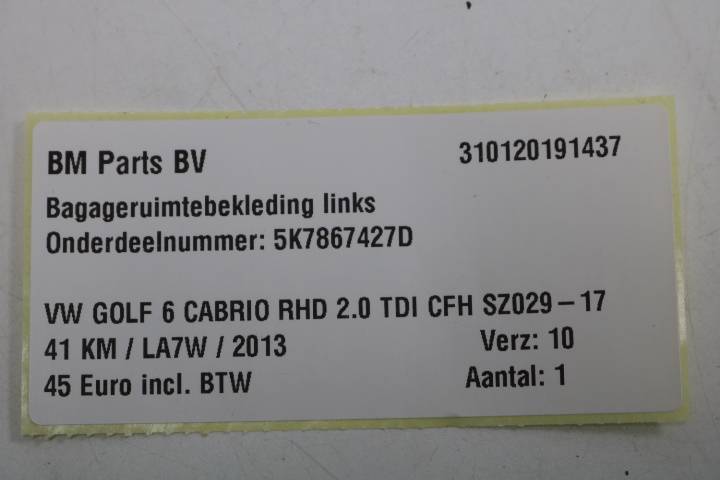 BM Parts BV 310120191437
Bagageruimtebekleding links
Onderdeelnummer: 5K7867427D
VW GOLF 6 CABRIO RHD 2.0 TDI CFH SZ029-17
41 KM / LA7W / 2013 Verz: 10
45 Euro incl. BTW Aantal: 1